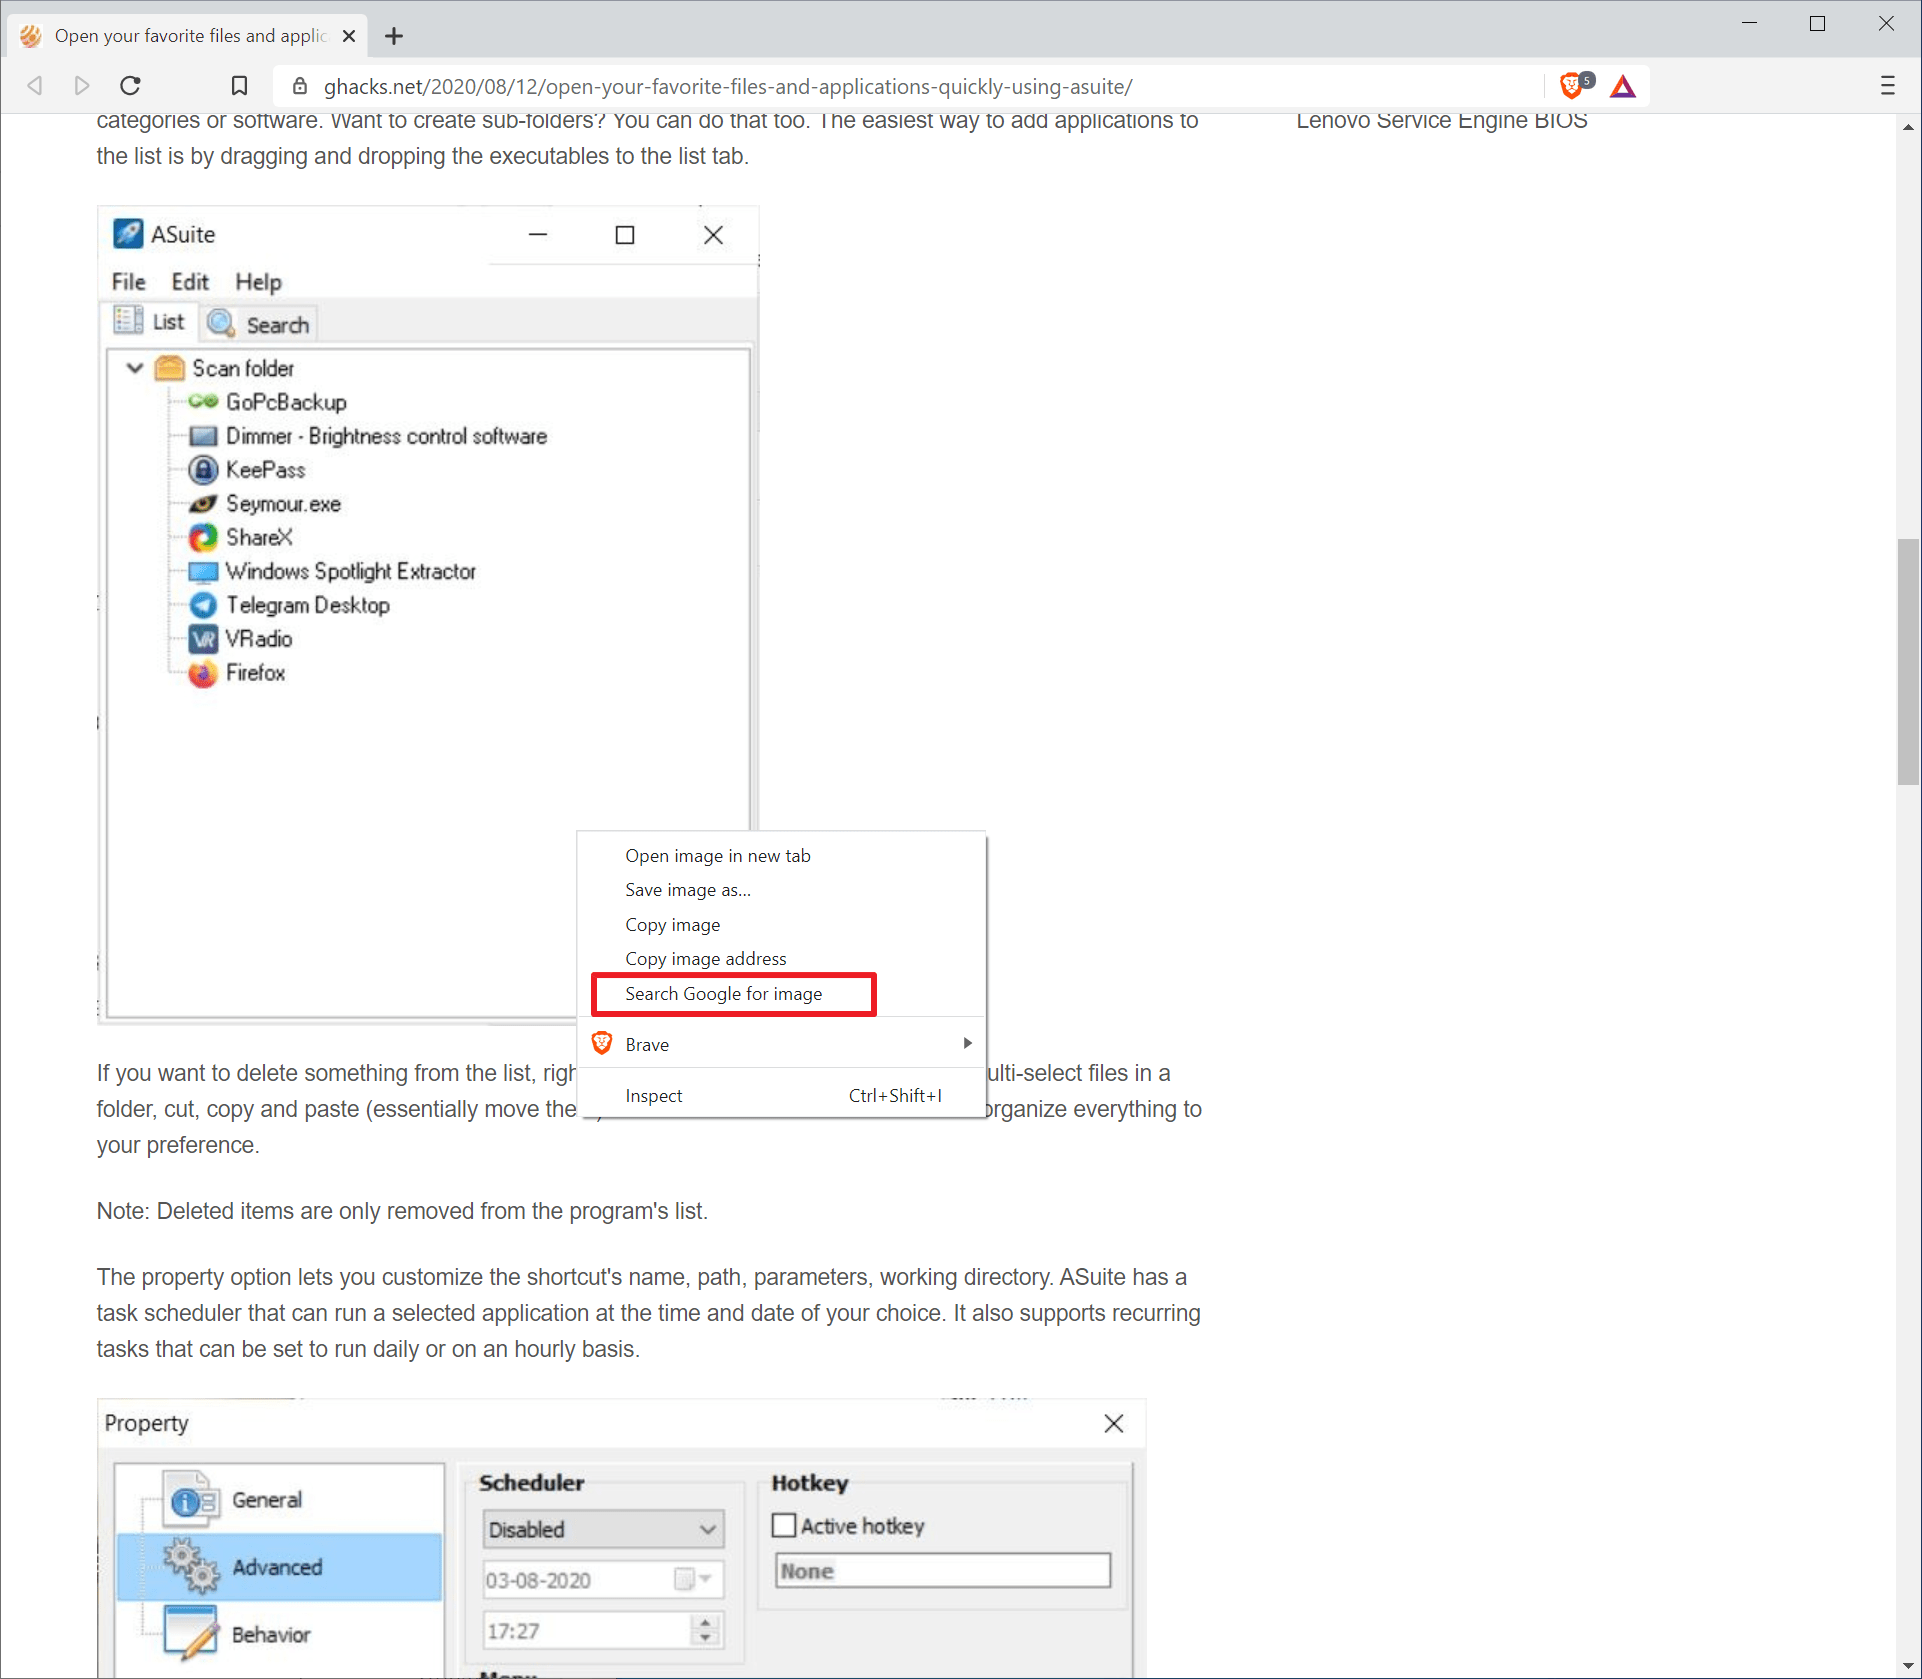 Open your favorite files and applic
ghacks.net/2020/08/12/open-your-favorite-files-and-applications-quickly-using-asuite/
5
categories or software. Want to create sub-folders? You can do that too. The easiest way to add applications to
the list is by dragging and dropping the executables to the list tab.
Lenovo Service Engine BIOS
ASuite
File Edit Help
List Search
Scan folder
GoPcBackup
Dimmer - Brightness control software
KeePass
Seymour.exe
ShareX
Windows Spotlight Extractor
Telegram Desktop
VR VRadio
Firefox
Open image in new tab
Save image as...
Copy image
Copy image address
Search Google for image
Brave
Inspect Ctrl+Shift+I
If you want to delete something from the list, righ ulti-select files in a
folder, cut, copy and paste (essentially move the organize everything to
your preference.
Note: Deleted items are only removed from the program's list.
The property option lets you customize the shortcut's name, path, parameters, working directory. ASuite has a
task scheduler that can run a selected application at the time and date of your choice. It also supports recurring
tasks that can be set to run daily or on an hourly basis.
Property
General
Advanced
Behavior
Scheduler
Disabled
03-08-2020
17:27
Menu
Hotkey
Active hotkey
None